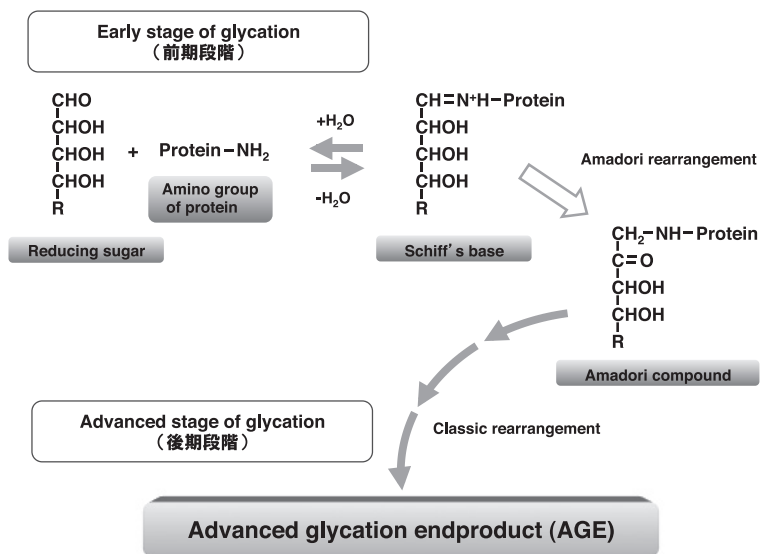 Early stage of glycation
（前期段階）
CHO
CHOH
CHOH
CHOH
R
+
Protein–NH₂
Amino group
of protein
Reducing sugar
+H₂O
-H₂O
CH=N⁺H–Protein
CHOH
CHOH
CHOH
R
Schiff's base
Amadori rearrangement
CH₂–NH–Protein
C=O
CHOH
CHOH
R
Amadori compound
Advanced stage of glycation
（後期段階）
Classic rearrangement
Advanced glycation endproduct (AGE)